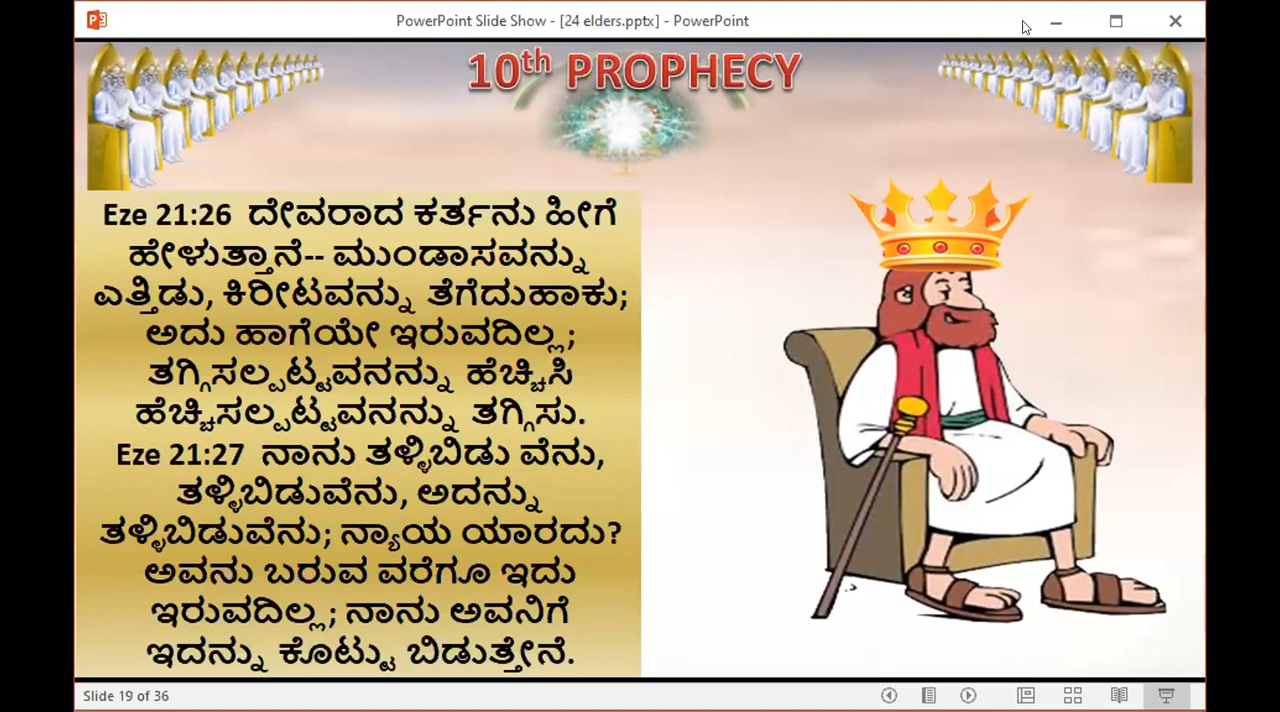 PowerPoint Slide Show - [24 elders.pptx] - PowerPoint
10th PROPHECY
Eze 21:26 ದೇವರಾದ ಕರ್ತನು ಹೀಗೆ
ಹೇಳುತ್ತಾನೆ-- ಮುಂಡಾಸವನ್ನು
ಎತ್ತಿಡು, ಕಿರೀಟವನ್ನು ತೆಗೆದುಹಾಕು;
ಅದು ಹಾಗೆಯೇ ಇರುವದಿಲ್ಲ;
ತಗ್ಗಿಸಲ್ಪಟ್ಟವನನ್ನು ಹೆಚ್ಚಿಸಿ
ಹೆಚ್ಚಿಸಲ್ಪಟ್ಟವನನ್ನು ತಗ್ಗಿಸು.
Eze 21:27 ನಾನು ತಳ್ಳಿಬಿಡು ವೆನು,
ತಳ್ಳಿಬಿಡುವೆನು, ಅದನ್ನು
ತಳ್ಳಿಬಿಡುವೆನು; ನ್ಯಾಯ ಯಾರದು?
ಅವನು ಬರುವ ವರೆಗೂ ಇದು
ಇರುವದಿಲ್ಲ; ನಾನು ಅವನಿಗೆ
ಇದನ್ನು ಕೊಟ್ಟು ಬಿಡುತ್ತೇನೆ.
Slide 19 of 36